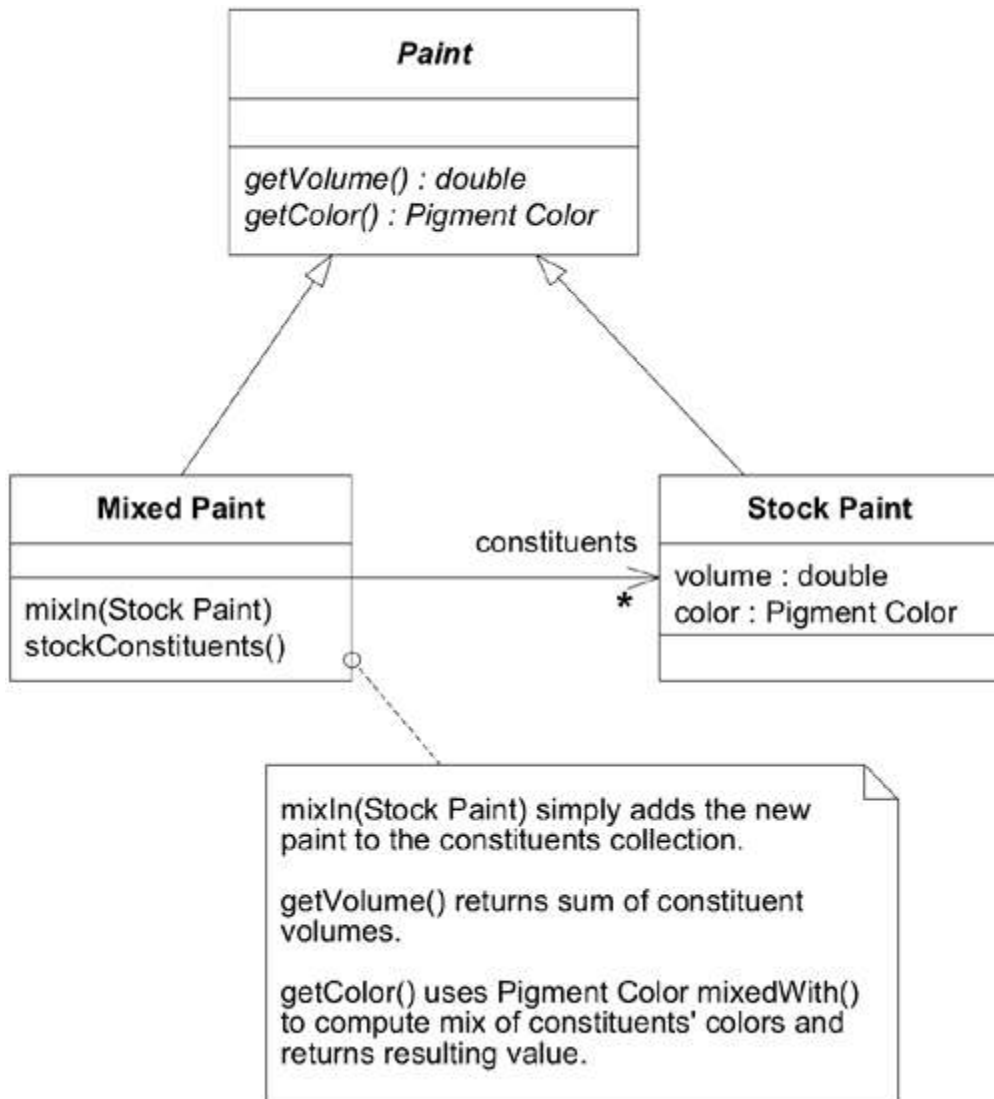 Paint
getVolume() : double
getColor() : Pigment Color
Mixed Paint
mixIn(Stock Paint)
stockConstituents()
constituents
*
Stock Paint
volume : double
color : Pigment Color
mixIn(Stock Paint) simply adds the new
paint to the constituents collection.
getVolume() returns sum of constituent
volumes.
getColor() uses Pigment Color mixedWith()
to compute mix of constituents' colors and
returns resulting value.